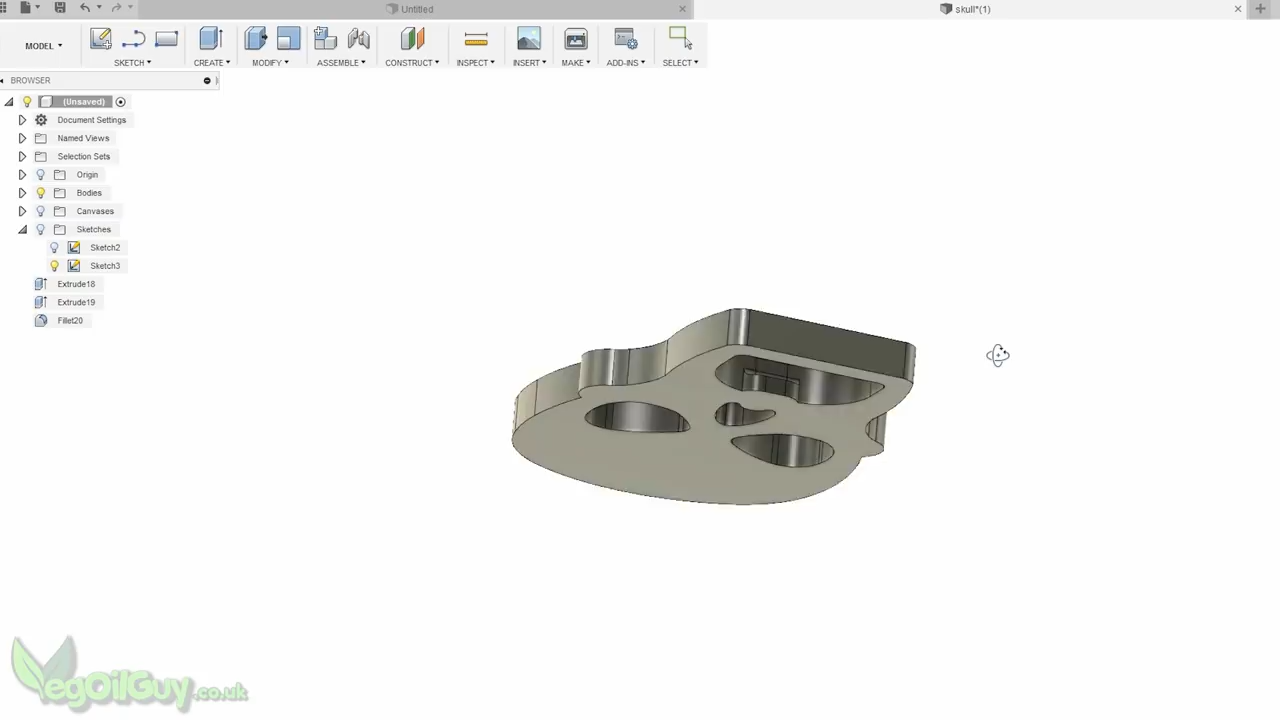 Untitled
skull*(1)
MODEL
SKETCH
CREATE
MODIFY
ASSEMBLE
CONSTRUCT
INSPECT
INSERT
MAKE
ADD-INS
SELECT
BROWSER
(Unsaved)
Document Settings
Named Views
Selection Sets
Origin
Bodies
Canvases
Sketches
Sketch2
Sketch3
Extrude18
Extrude19
Fillet20
VegOilGuy.co.uk